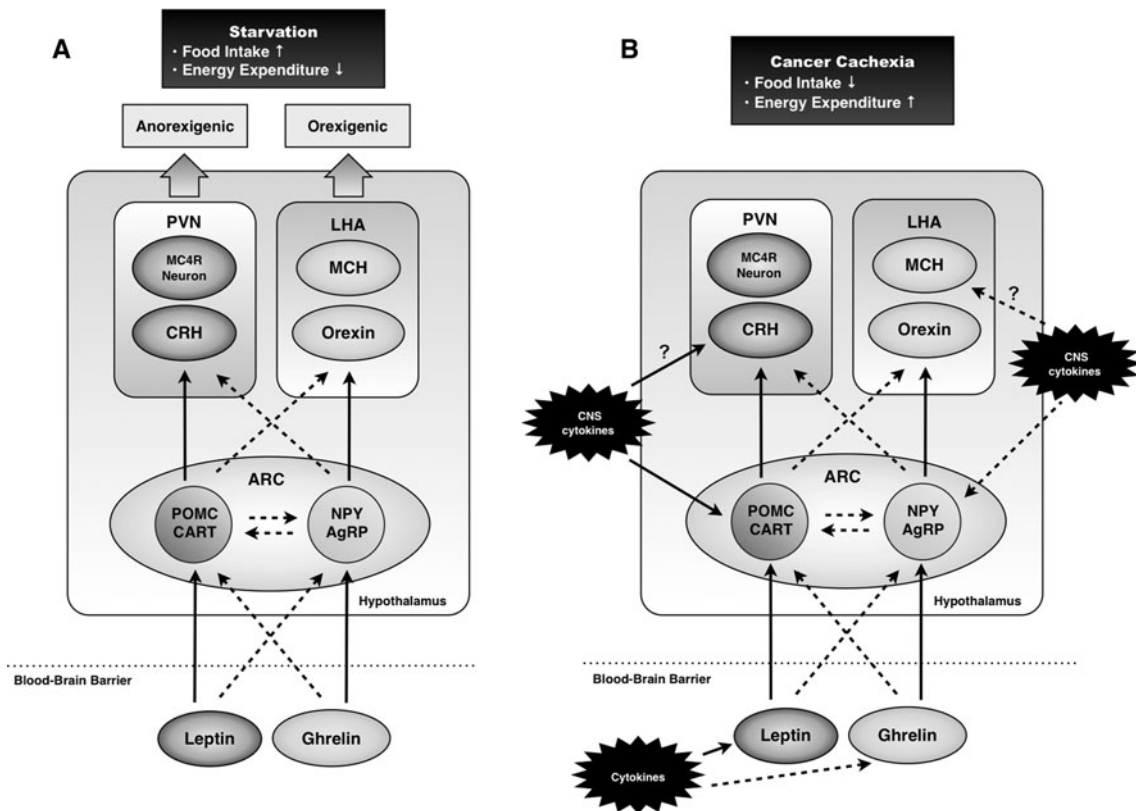 A
Starvation
· Food Intake ↑
· Energy Expenditure ↓
Anorexigenic
Orexigenic
PVN
MC4R
Neuron
CRH
LHA
MCH
Orexin
ARC
POMC
CART
NPY
AgRP
Hypothalamus
Blood-Brain Barrier
Leptin
Ghrelin
B
Cancer Cachexia
· Food Intake ↓
· Energy Expenditure ↑
PVN
MC4R
Neuron
CRH
LHA
MCH
Orexin
?
?
CNS
cytokines
CNS
cytokines
ARC
POMC
CART
NPY
AgRP
Hypothalamus
Blood-Brain Barrier
Leptin
Ghrelin
Cytokines